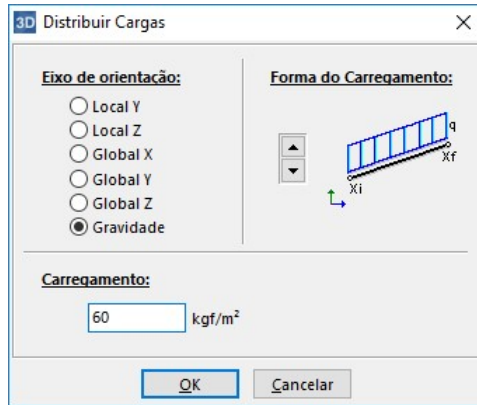 3D Distribuir Cargas
Eixo de orientação:
Local Y
Local Z
Global X
Global Y
Global Z
Gravidade
Forma do Carregamento:
q
Xf
Xi
Carregamento:
60 kgf/m²
OK
Cancelar